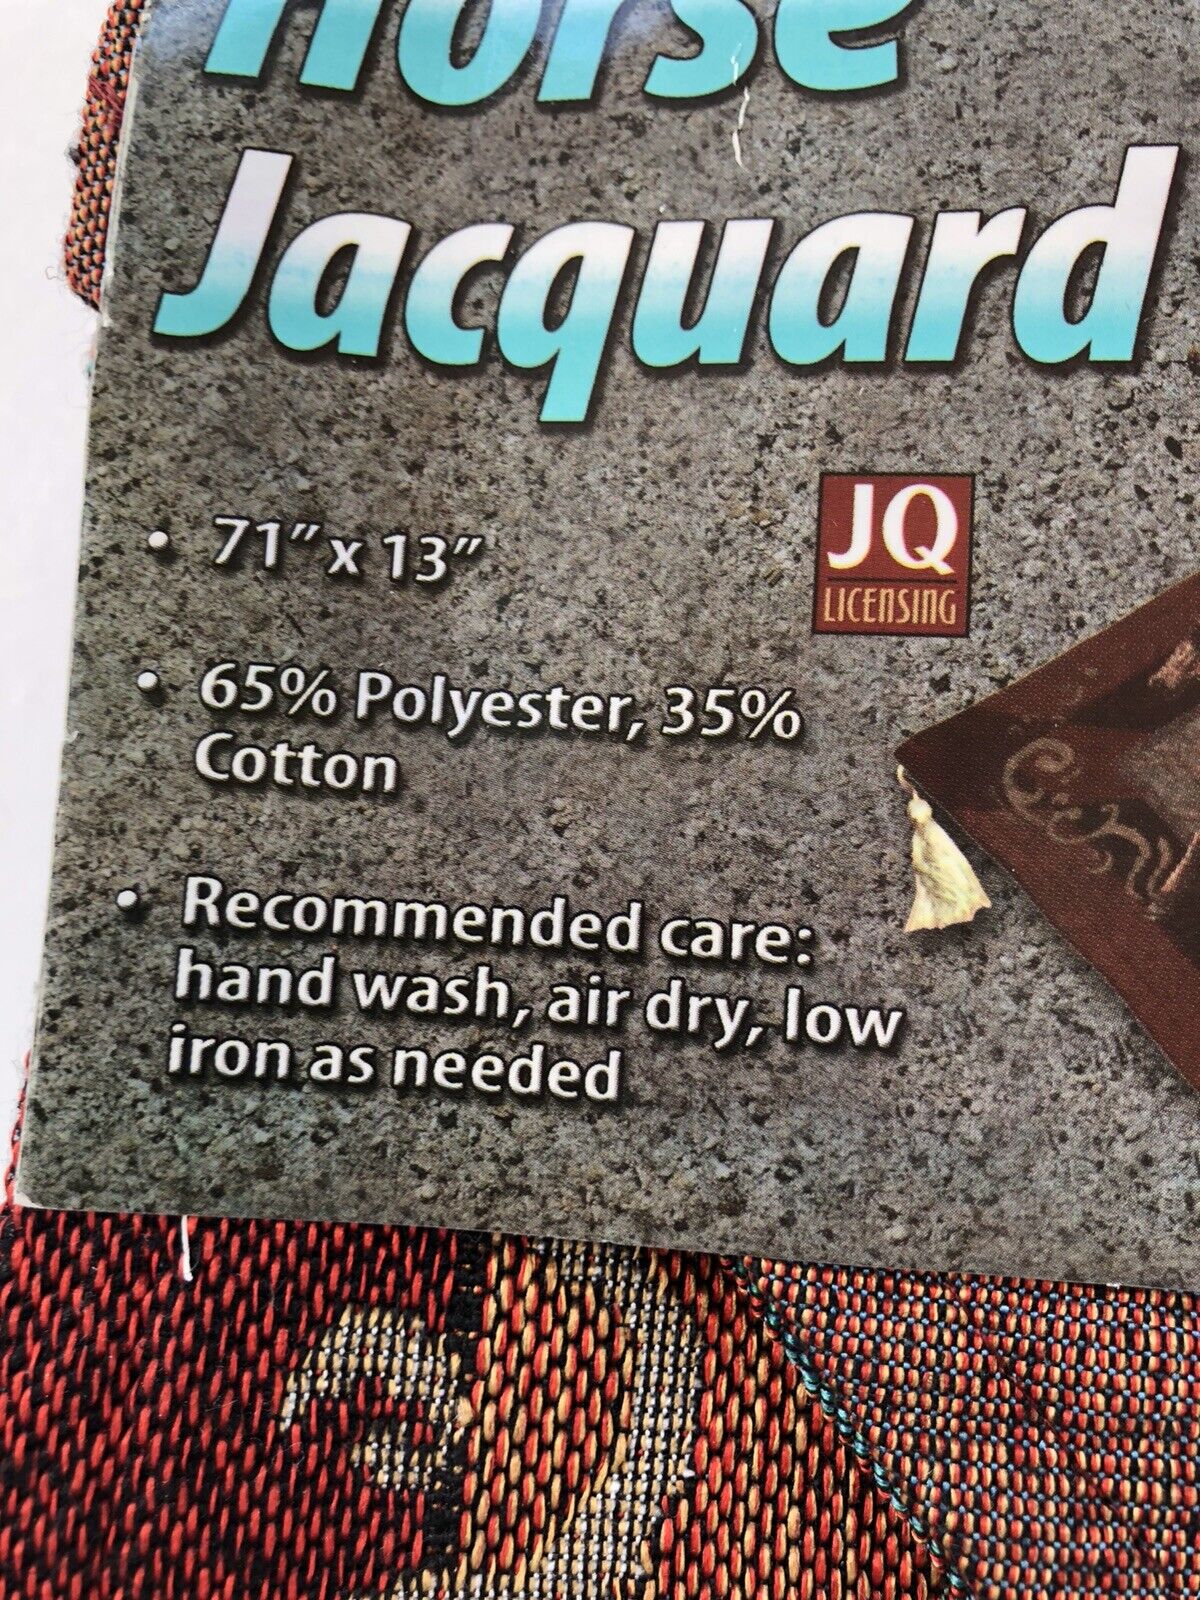 Horse
Jacquard
JQ
LICENSING
• 71" x 13"
• 65% Polyester, 35%
Cotton
• Recommended care:
hand wash, air dry, low
iron as needed